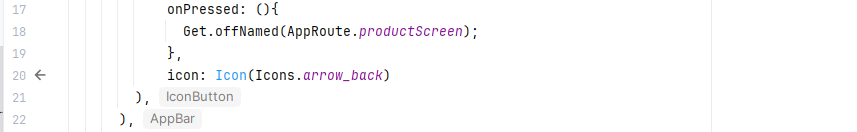 17 onPressed: (){
18 Get.offNamed(AppRoute.productScreen);
19 },
20 icon: Icon(Icons.arrow_back)
21 ), IconButton
22 ), AppBar